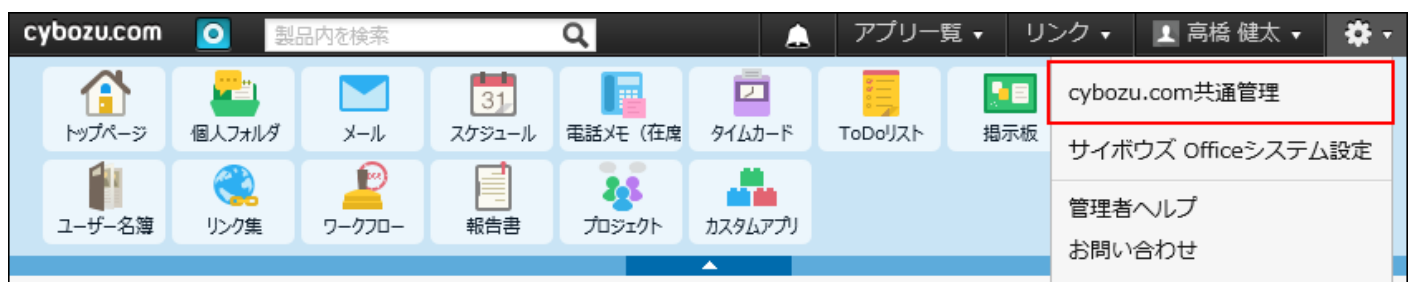 cybozu.com 製品内を検索 アプリ一覧 リンク 高橋 健太
トップページ 個人フォルダ メール 31 スケジュール 電話メモ（在席 タイムカード ToDoリスト 掲示板
cybozu.com共通管理
サイボウズ Officeシステム設定
ユーザー名簿 リンク集 ワークフロー 報告書 プロジェクト カスタムアプリ
管理者ヘルプ
お問い合わせ